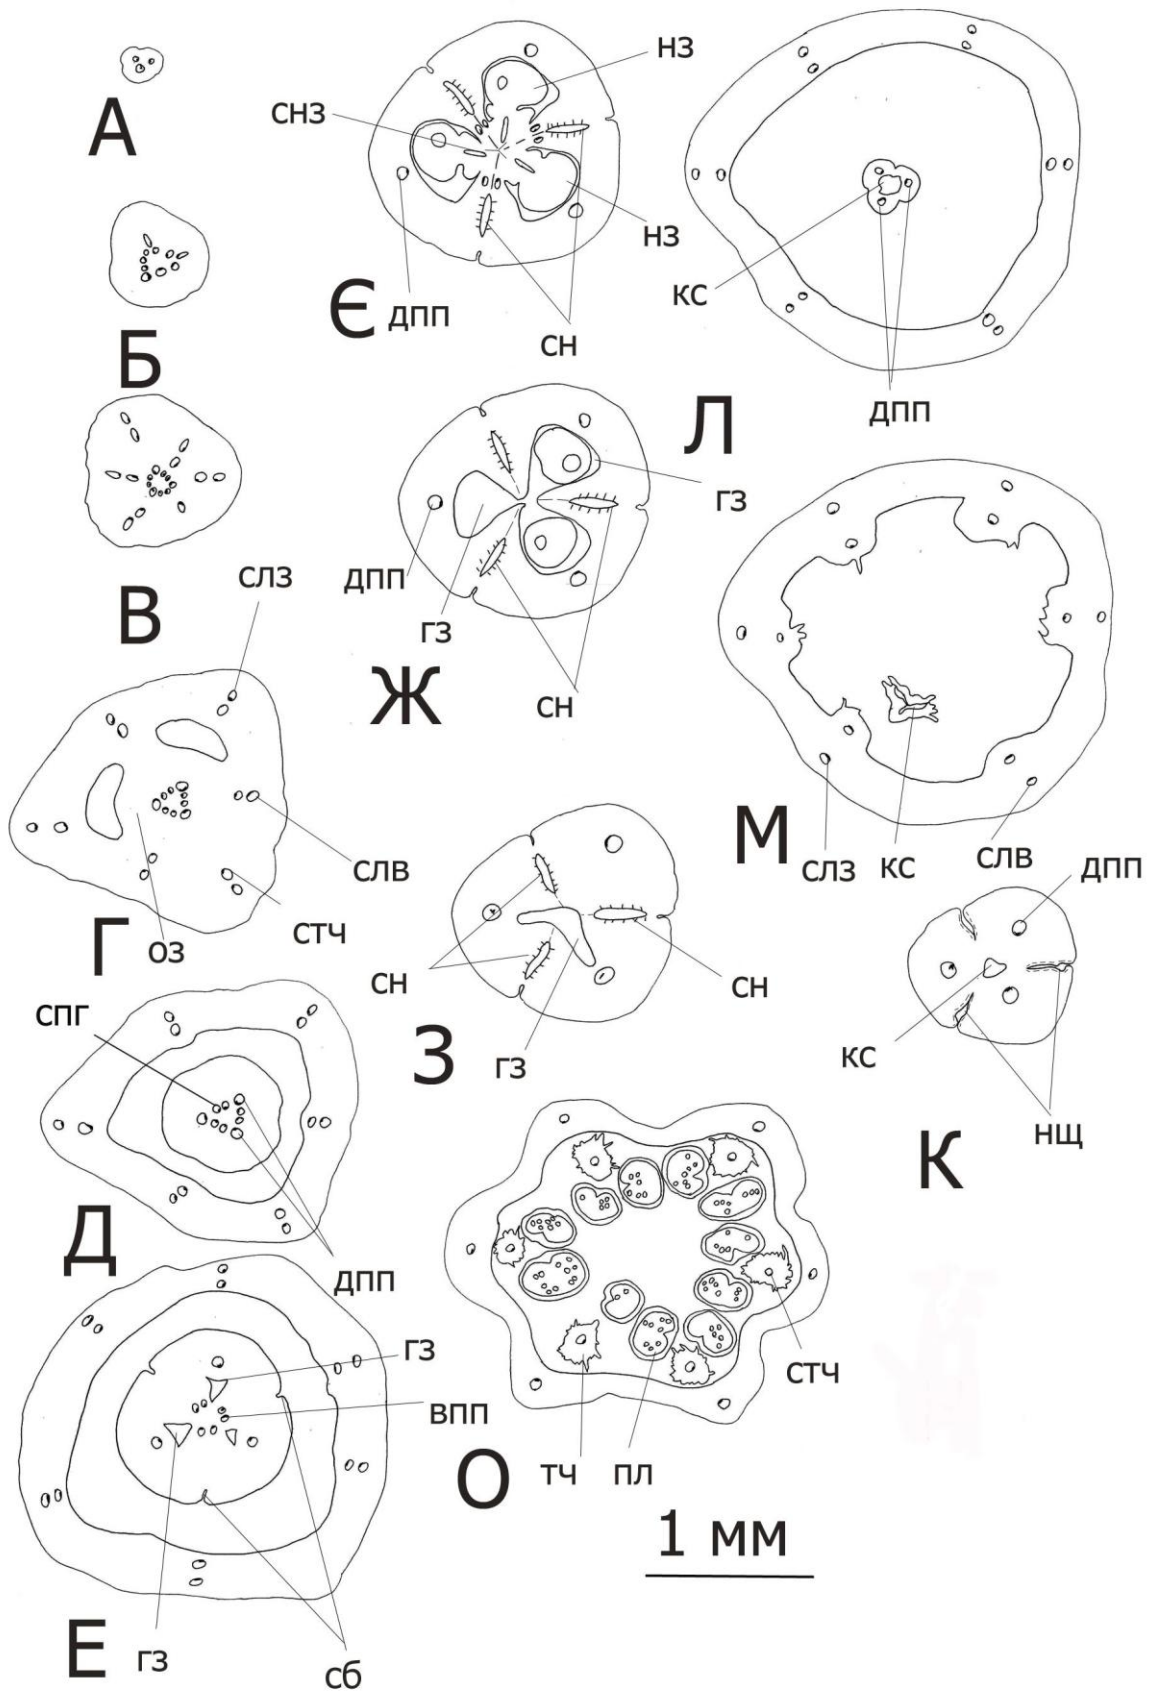 А
Б
В
слз
слв
стч
оз
Г
спг
Д
дпп
гз
впп
гз
сб
Е
нз
снз
нз
дпп
сн
Є
гз
дпп
гз
сн
Ж
сн
сн
гз
З
кс
дпп
Л
М
слз
кс
слв
дпп
кс
нщ
К
стч
тч
пл
О
1 мм